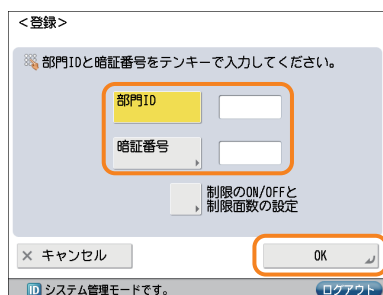 <登録>
部門IDと暗証番号をテンキーで入力してください。
部門ID
暗証番号
制限のON/OFFと
制限面数の設定
× キャンセル
OK
ID システム管理モードです。
ログアウト